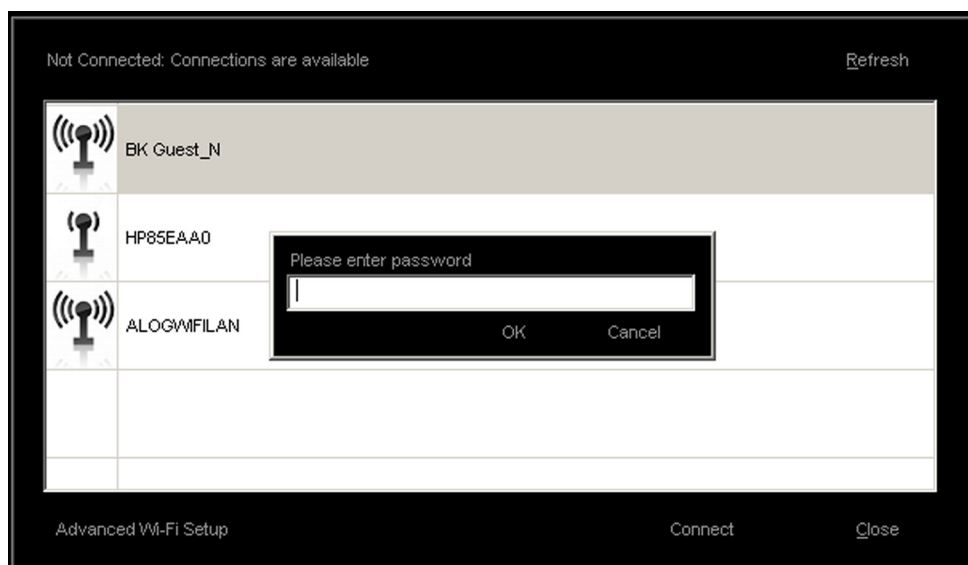 Not Connected: Connections are available
Refresh
BK Guest_N
HP85EAA0
Please enter password
ALOGWIFILAN
OK Cancel
Advanced Wi-Fi Setup
Connect
Close